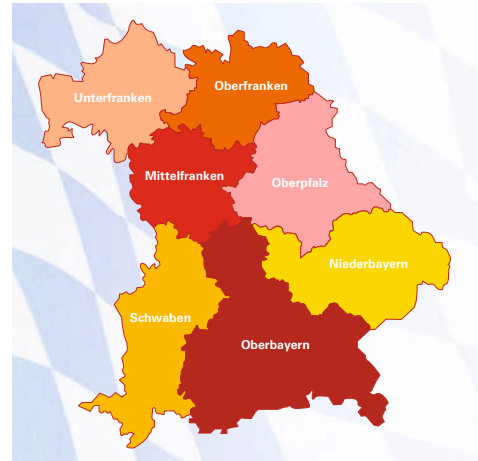 Oberfranken
Unterfranken
Mittelfranken
Oberpfalz
Niederbayern
Schwaben
Oberbayern